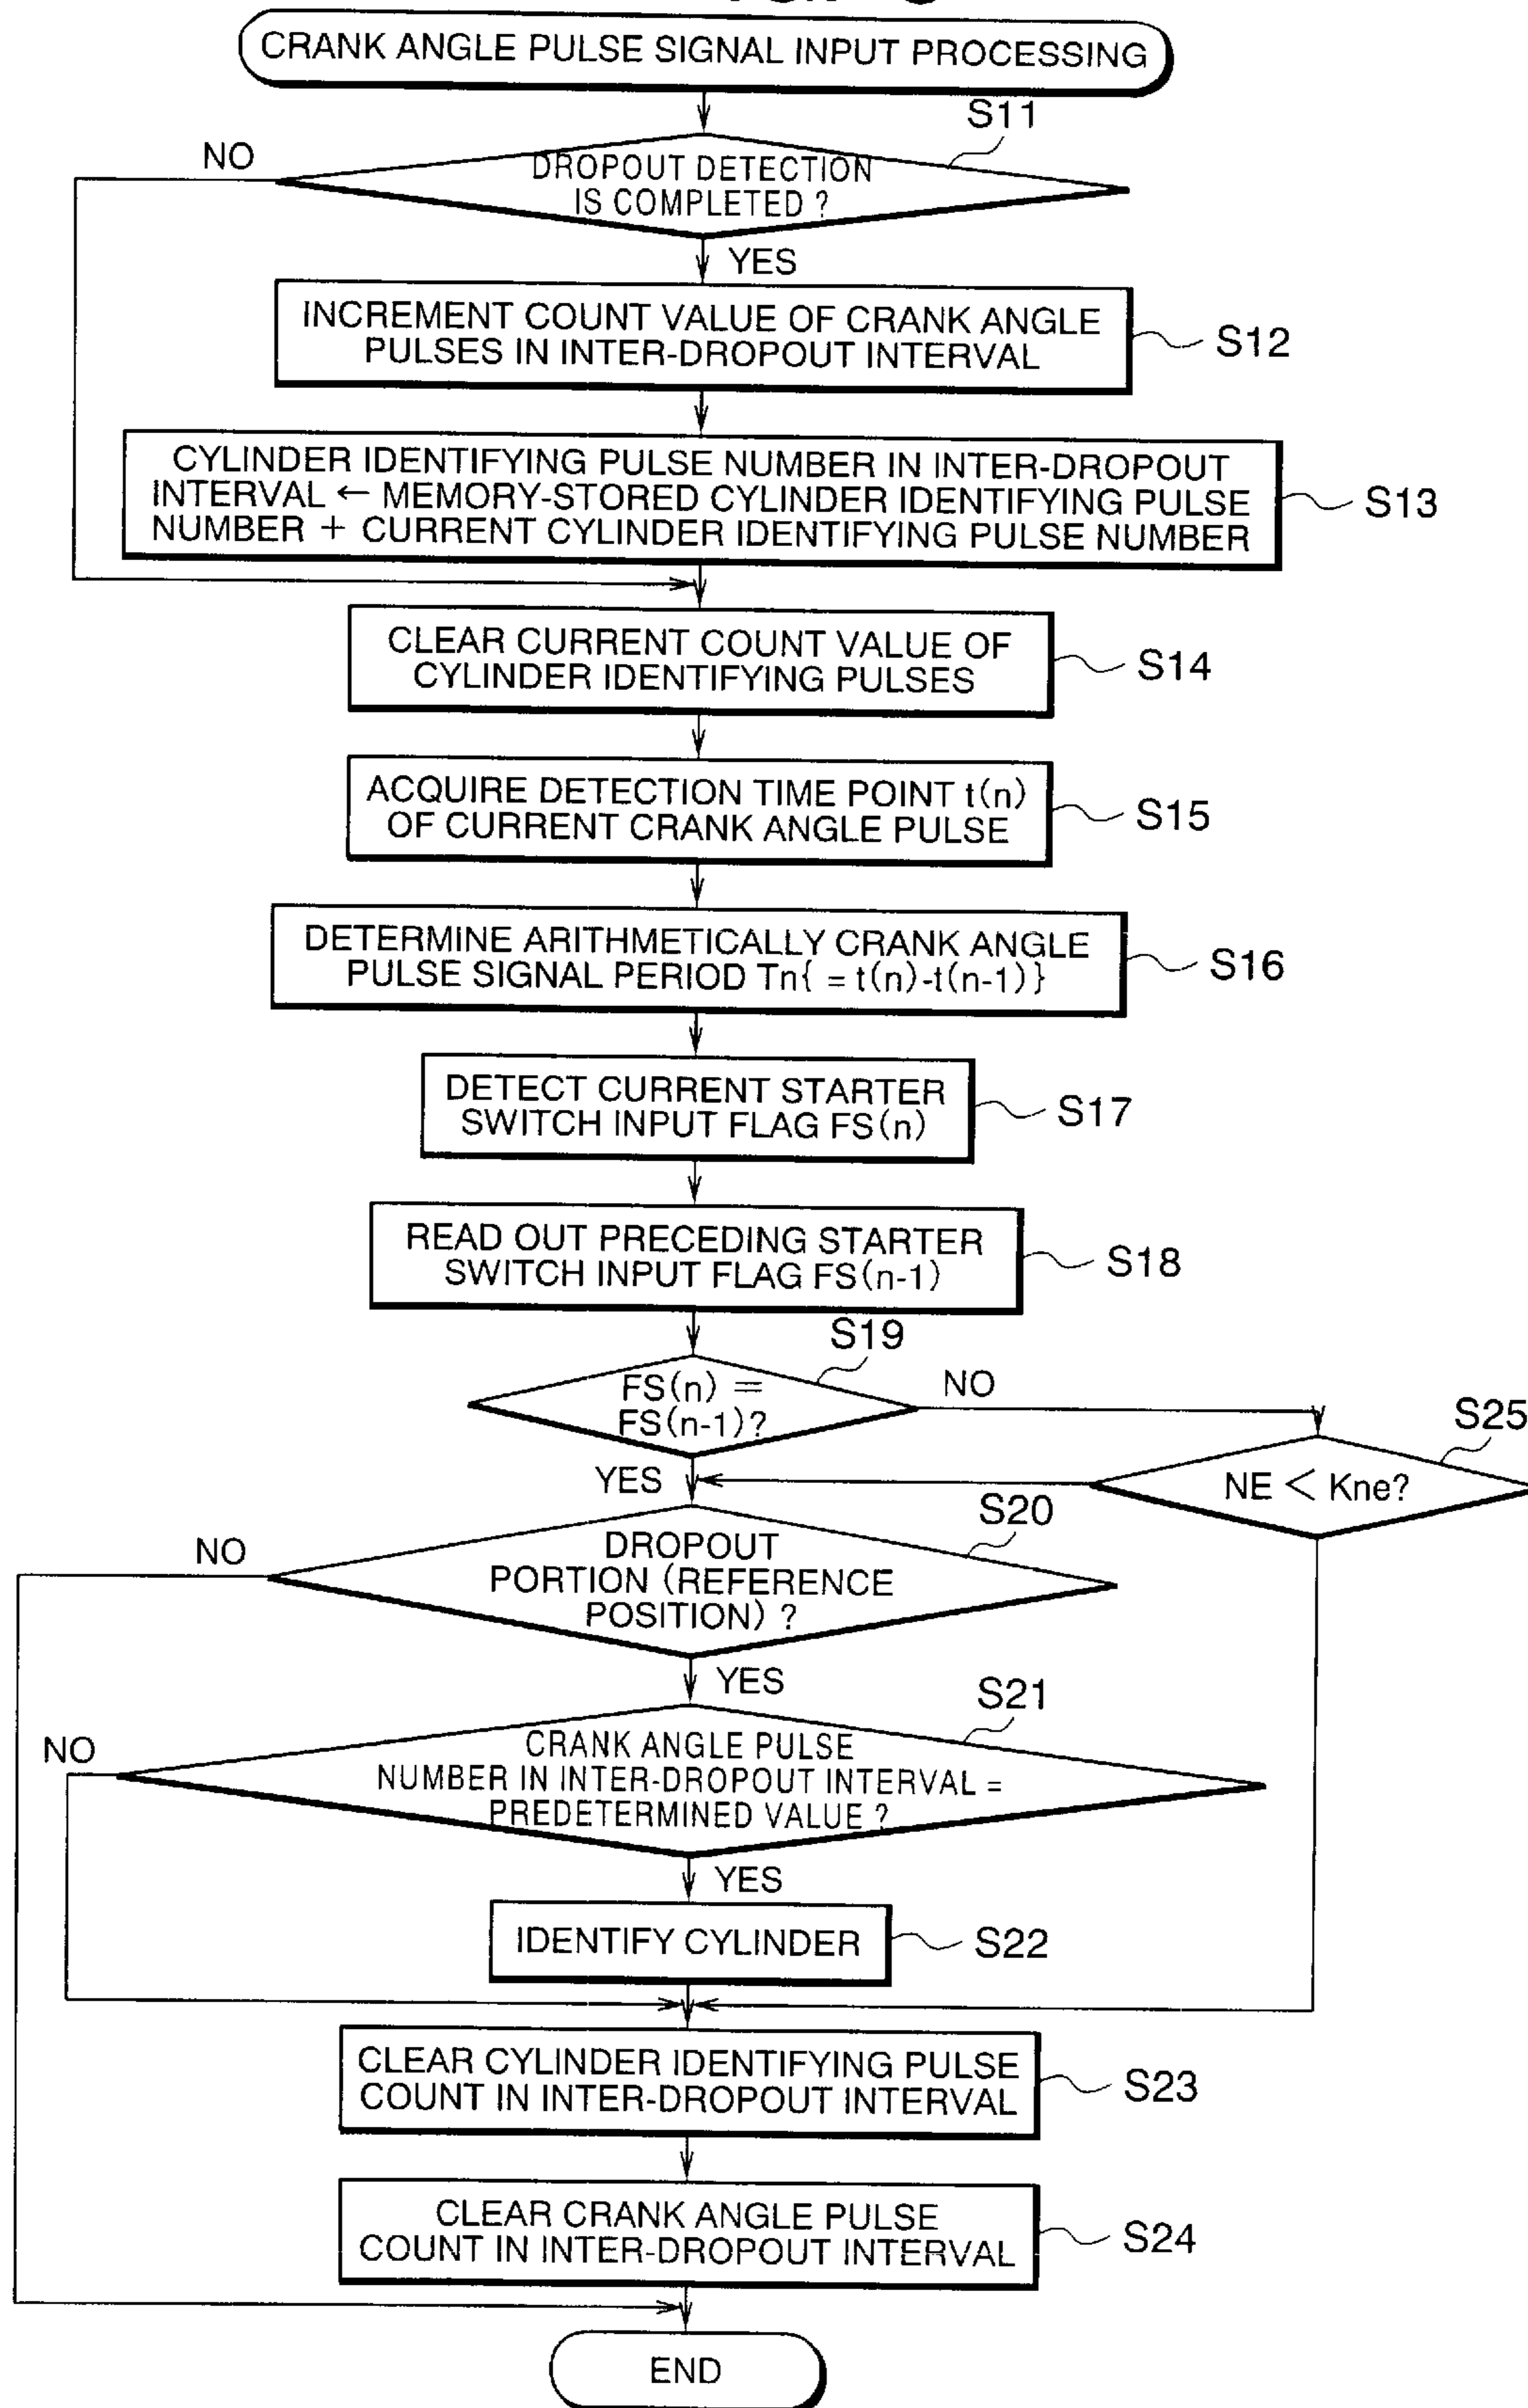 CRANK ANGLE PULSE SIGNAL INPUT PROCESSING
S11
NO
DROPOUT DETECTION
IS COMPLETED ?
YES
INCREMENT COUNT VALUE OF CRANK ANGLE
PULSES IN INTER-DROPOUT INTERVAL
S12
CYLINDER IDENTIFYING PULSE NUMBER IN INTER-DROPOUT
INTERVAL ← MEMORY-STORED CYLINDER IDENTIFYING PULSE
NUMBER + CURRENT CYLINDER IDENTIFYING PULSE NUMBER
S13
CLEAR CURRENT COUNT VALUE OF
CYLINDER IDENTIFYING PULSES
S14
ACQUIRE DETECTION TIME POINT t(n)
OF CURRENT CRANK ANGLE PULSE
S15
DETERMINE ARITHMETICALLY CRANK ANGLE
PULSE SIGNAL PERIOD Tn{ = t(n)-t(n-1)}
S16
DETECT CURRENT STARTER
SWITCH INPUT FLAG FS(n)
S17
READ OUT PRECEDING STARTER
SWITCH INPUT FLAG FS(n-1)
S18
S19
FS(n) =
FS(n-1)?
NO
S25
YES
NE < Kne?
S20
NO
DROPOUT
PORTION (REFERENCE
POSITION) ?
YES
S21
NO
CRANK ANGLE PULSE
NUMBER IN INTER-DROPOUT INTERVAL =
PREDETERMINED VALUE ?
YES
IDENTIFY CYLINDER
S22
CLEAR CYLINDER IDENTIFYING PULSE
COUNT IN INTER-DROPOUT INTERVAL
S23
CLEAR CRANK ANGLE PULSE
COUNT IN INTER-DROPOUT INTERVAL
S24
END